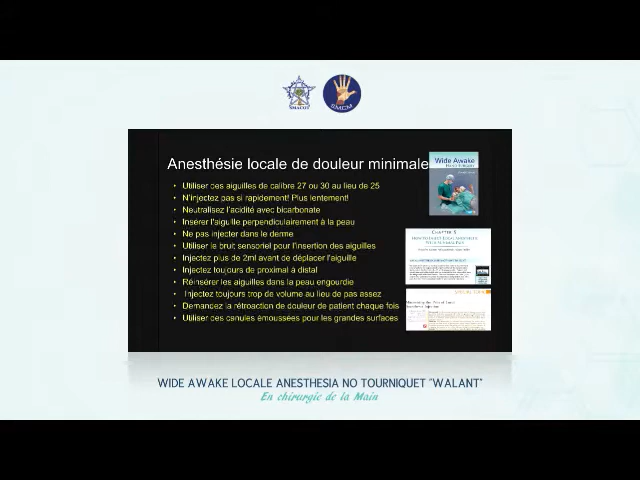 SMACOT
SMCM
Anesthésie locale de douleur minimale
Wide Awake
• Utiliser des aiguilles de calibre 27 ou 30 au lieu de 25
• N'injectez pas si rapidement! Plus lentement!
• Neutralisez l'acidité avec bicarbonate
• Insérer l'aiguille perpendiculairement à la peau
• Ne pas injecter dans le derme
• Utiliser le bruit sensoriel pour l'insertion des aiguilles
• Injectez plus de 2ml avant de déplacer l'aiguille
• Injectez toujours de proximal à distal
• Réinsérer les aiguilles dans la peau engourdie
• Injectez toujours trop de volume au lieu de pas assez
• Demandez la rétroaction de douleur de patient chaque fois
• Utiliser des canules émoussées pour les grandes surfaces
CHAPTER 5
WIDE AWAKE LOCALE ANESTHESIA NO TOURNIQUET "WALANT"
En chirurgie de la Main